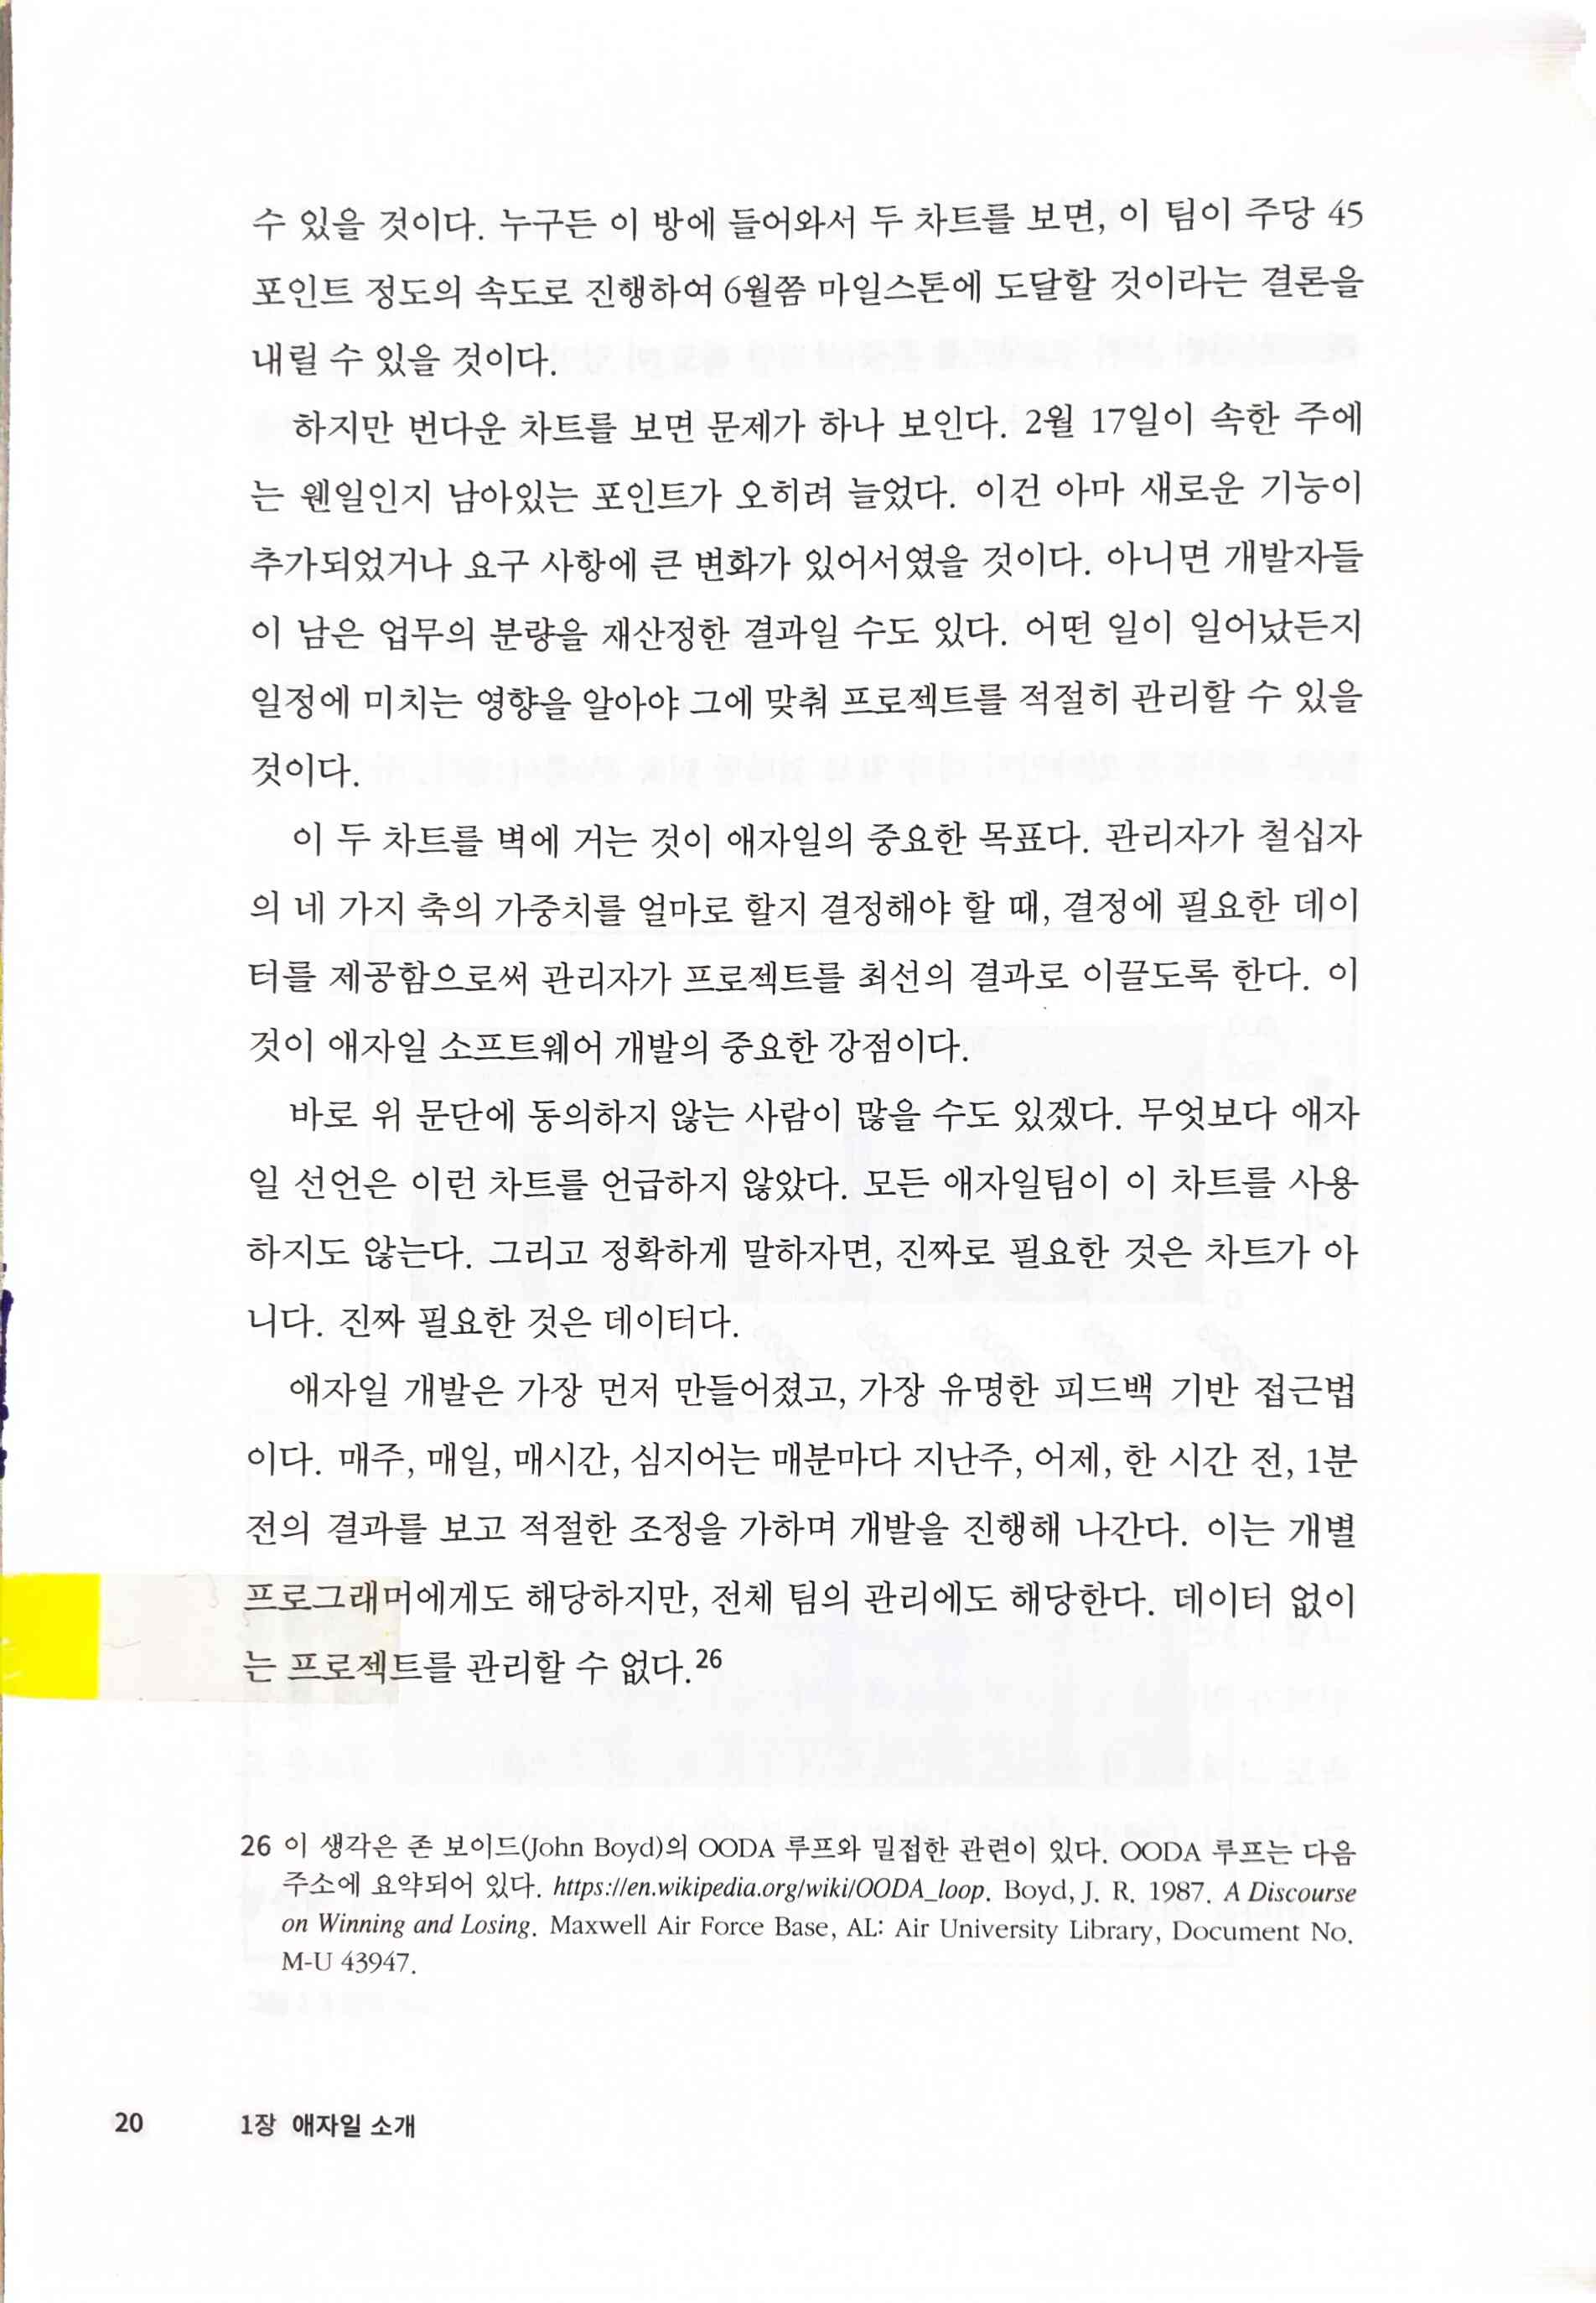 수 있을 것이다. 누구든 이 방에 들어와서 두 차트를 보면, 이 팀이 주당 45
포인트 정도의 속도로 진행하여 6월쯤 마일스톤에 도달할 것이라는 결론을
내릴 수 있을 것이다.
하지만 번다운 차트를 보면 문제가 하나 보인다. 2월 17일이 속한 주에
는 웬일인지 남아있는 포인트가 오히려 늘었다. 이건 아마 새로운 기능이
추가되었거나 요구 사항에 큰 변화가 있어서였을 것이다. 아니면 개발자들
이 남은 업무의 분량을 재산정한 결과일 수도 있다. 어떤 일이 일어났든지
일정에 미치는 영향을 알아야 그에 맞춰 프로젝트를 적절히 관리할 수 있을
것이다.
이 두 차트를 벽에 거는 것이 애자일의 중요한 목표다. 관리자가 철십자
의 네 가지 축의 가중치를 얼마로 할지 결정해야 할 때, 결정에 필요한 데이
터를 제공함으로써 관리자가 프로젝트를 최선의 결과로 이끌도록 한다. 이
것이 애자일 소프트웨어 개발의 중요한 강점이다.
바로 위 문단에 동의하지 않는 사람이 많을 수도 있겠다. 무엇보다 애자
일 선언은 이런 차트를 언급하지 않았다. 모든 애자일팀이 이 차트를 사용
하지도 않는다. 그리고 정확하게 말하자면, 진짜로 필요한 것은 차트가 아
니다. 진짜 필요한 것은 데이터다.
애자일 개발은 가장 먼저 만들어졌고, 가장 유명한 피드백 기반 접근법
이다. 매주, 매일, 매시간, 심지어는 매분마다 지난주, 어제, 한 시간 전, 1분
전의 결과를 보고 적절한 조정을 가하며 개발을 진행해 나간다. 이는 개별
프로그래머에게도 해당하지만, 전체 팀의 관리에도 해당한다. 데이터 없이
는 프로젝트를 관리할 수 없다.26
26 이 생각은 존 보이드(John Boyd)의 OODA 루프와 밀접한 관련이 있다. OODA 루프는 다음
주소에 요약되어 있다. https://en.wikipedia.org/wiki/OODA_loop. Boyd, J. R. 1987. A Discourse
on Winning and Losing. Maxwell Air Force Base, AL: Air University Library, Document No.
M-U 43947.
20 1장 애자일 소개